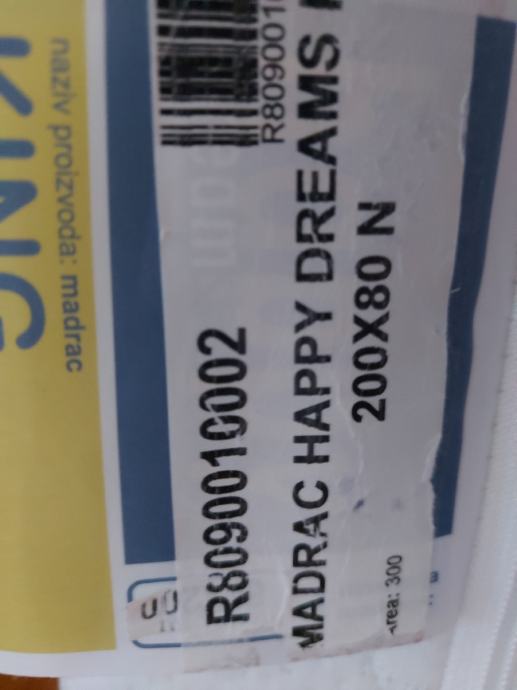 naziv proizvoda: madrac
KING
R8090010002
R809001
MADRAC HAPPY DREAMS
200X80 N
Area: 300